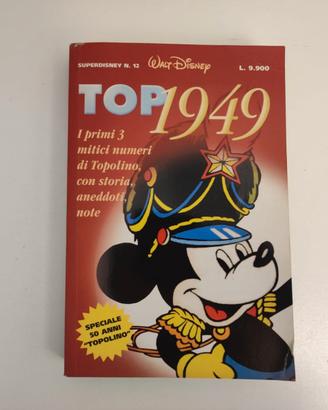 SUPERDISNEY N. 12 WALT DISNEY L. 9.900
TOP 1949
I primi 3
mitici numeri
di Topolino,
con storia,
aneddoti,
note
SPECIALE
50 ANNI
"TOPOLINO"